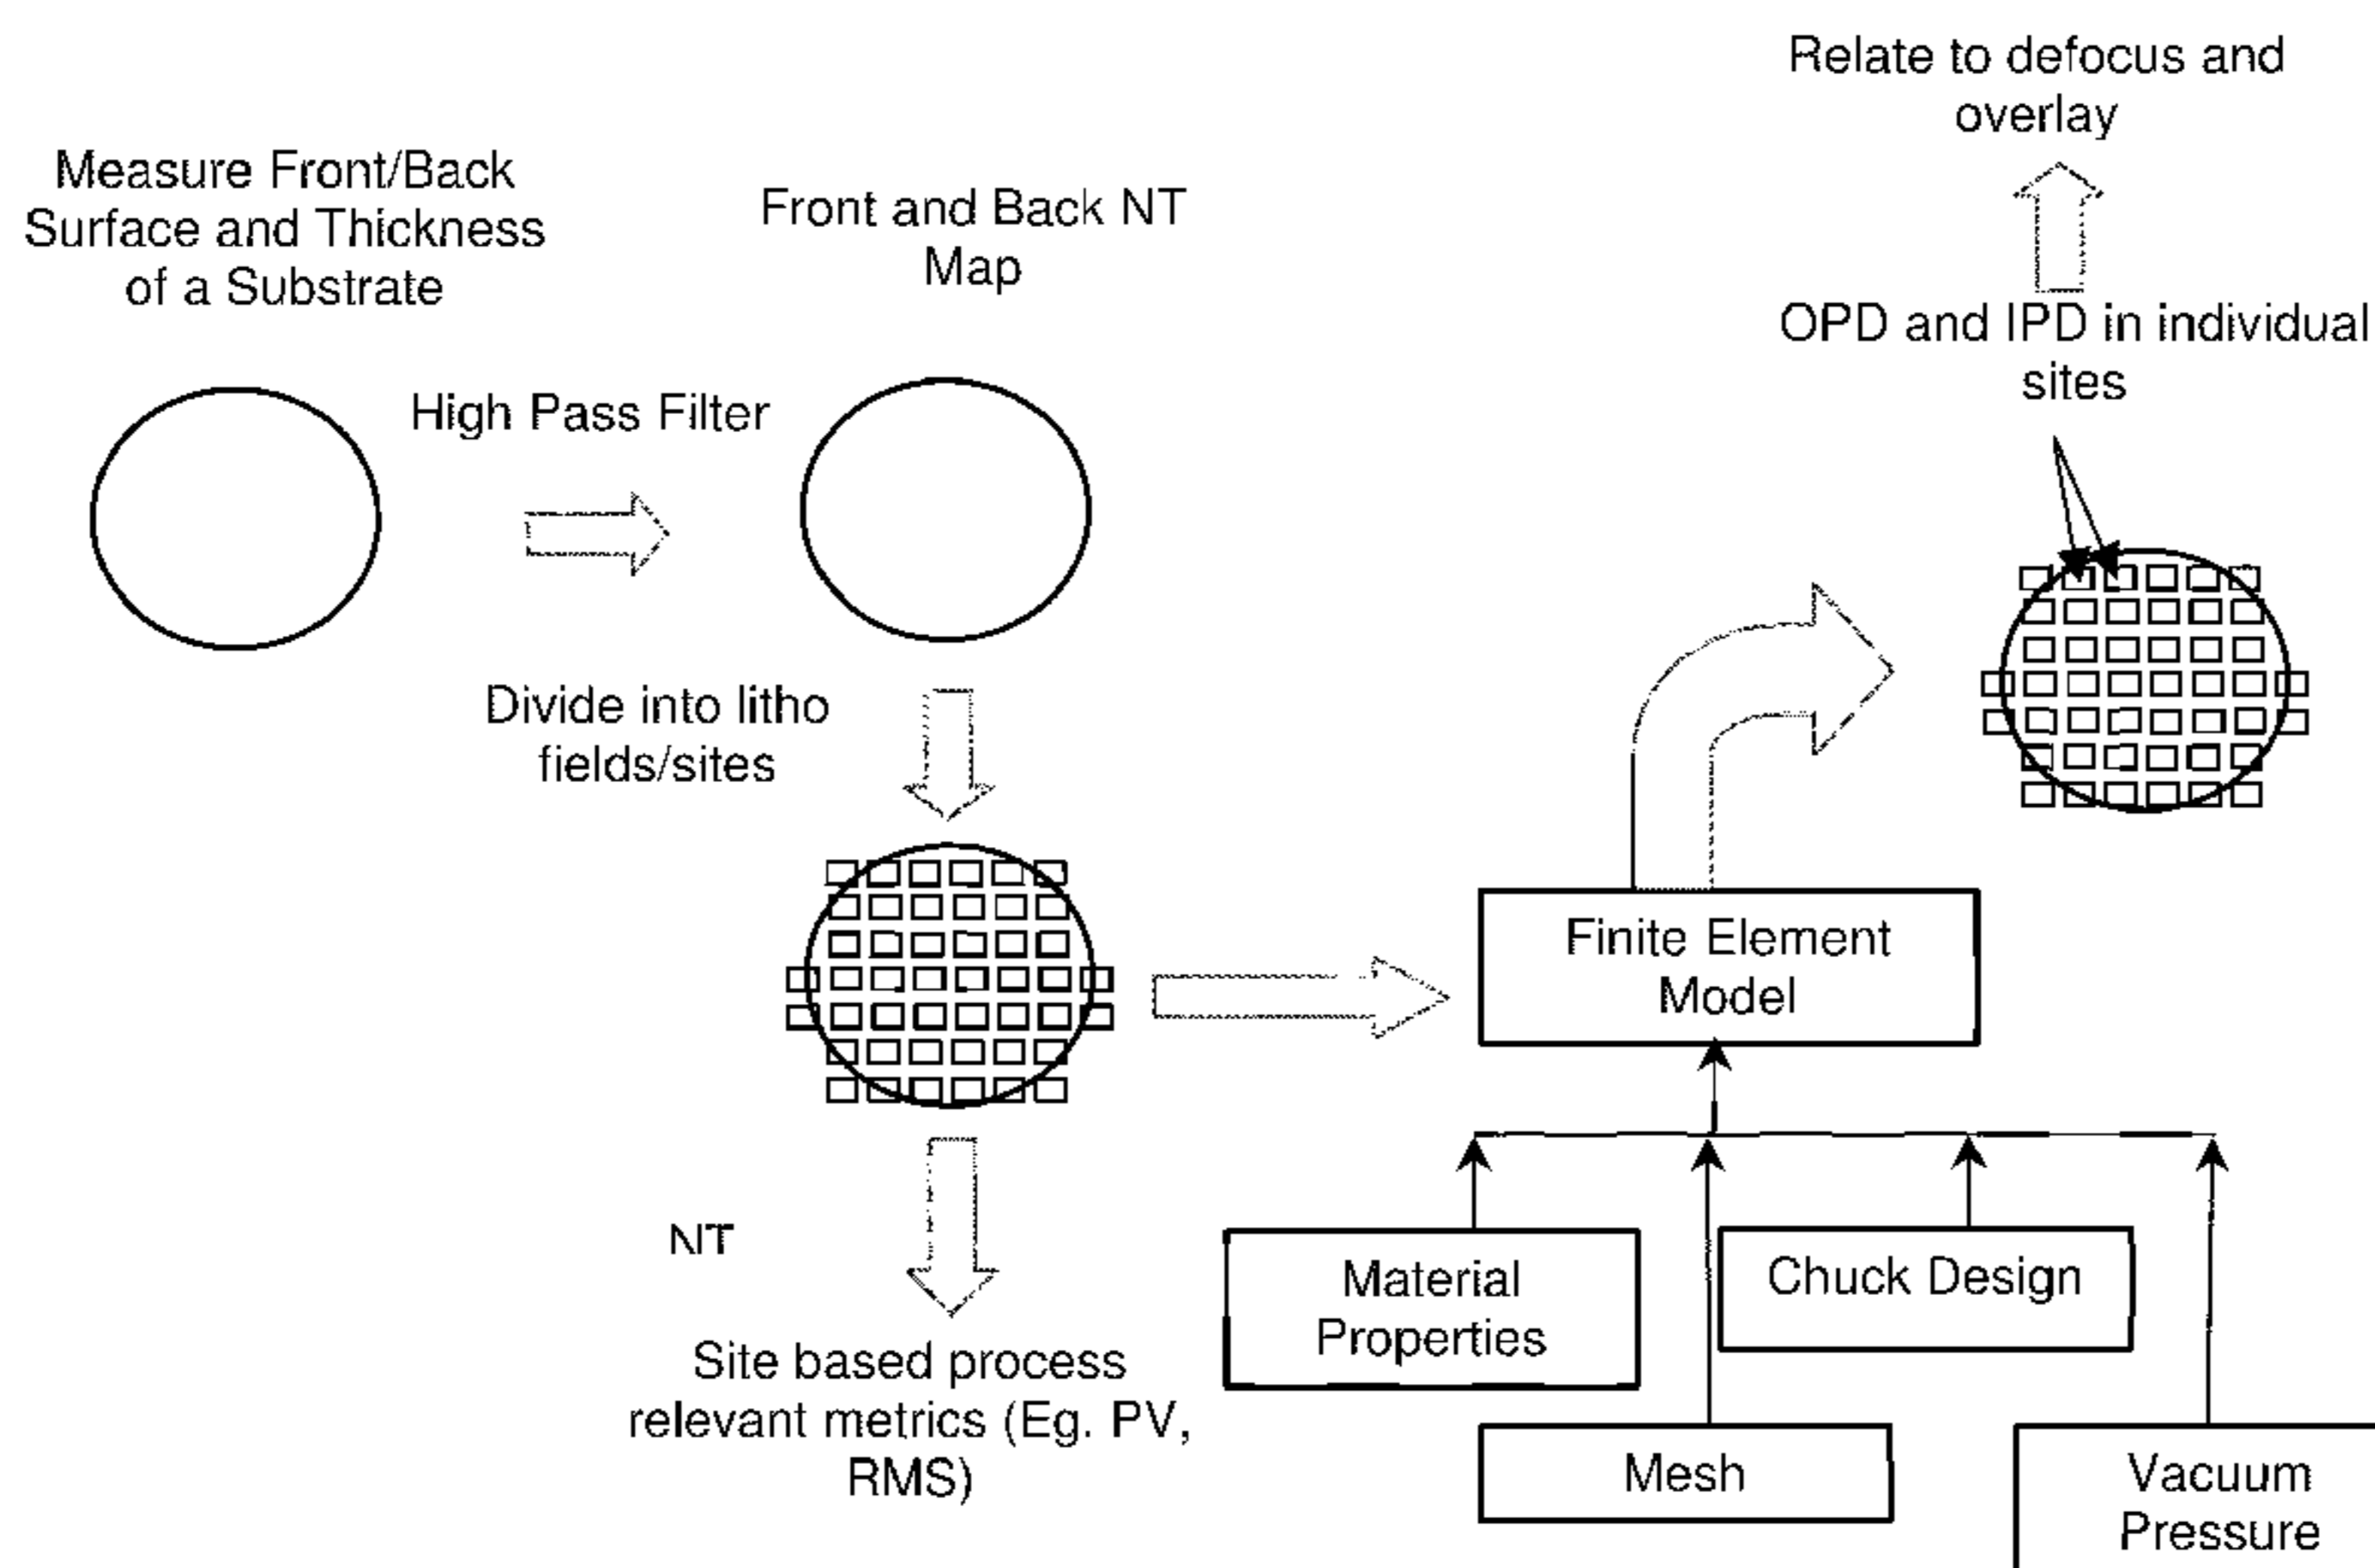 Measure Front/Back
Surface and Thickness
of a Substrate
High Pass Filter
Front and Back NT
Map
Divide into litho
fields/sites
NT
Site based process
relevant metrics (Eg. PV,
RMS)
Relate to defocus and
overlay
OPD and IPD in individual
sites
Finite Element
Model
Material
Properties
Chuck Design
Mesh
Vacuum
Pressure